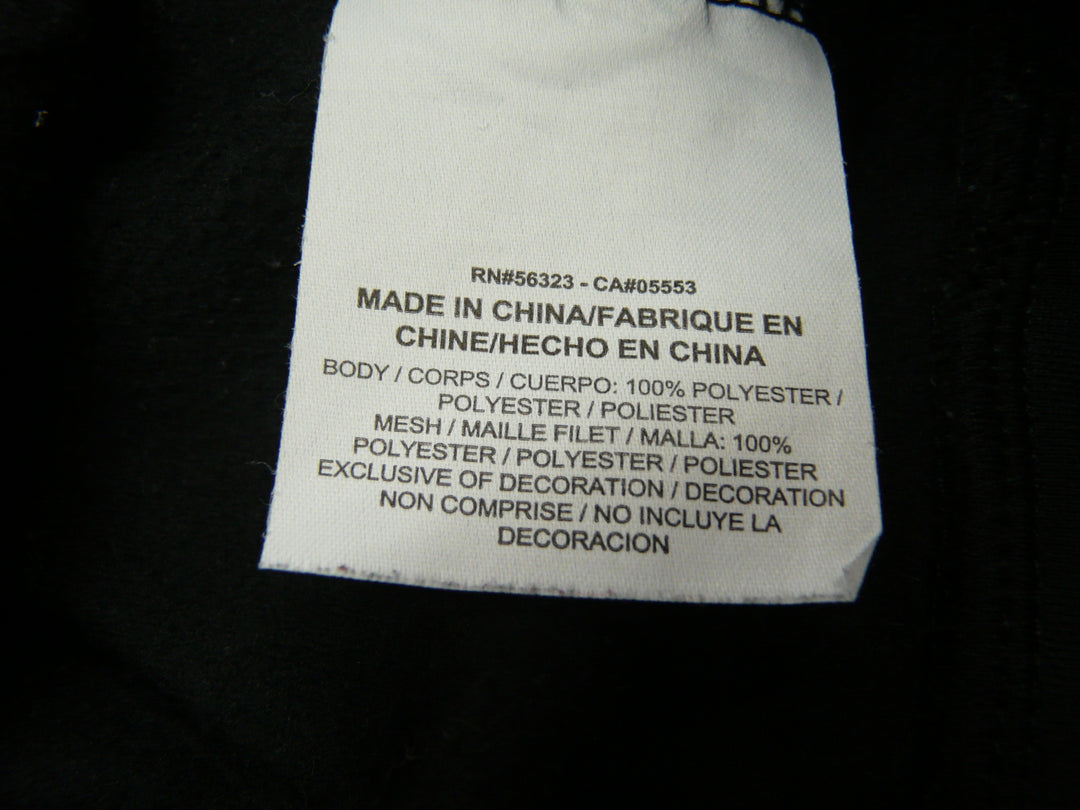 RN#56323 - CA#05553
MADE IN CHINA/FABRIQUE EN
CHINE/HECHO EN CHINA
BODY / CORPS / CUERPO: 100% POLYESTER /
POLYESTER / POLIESTER
MESH / MAILLE FILET / MALLA: 100%
POLYESTER / POLYESTER / POLIESTER
EXCLUSIVE OF DECORATION / DECORATION
NON COMPRISE / NO INCLUYE LA
DECORACION